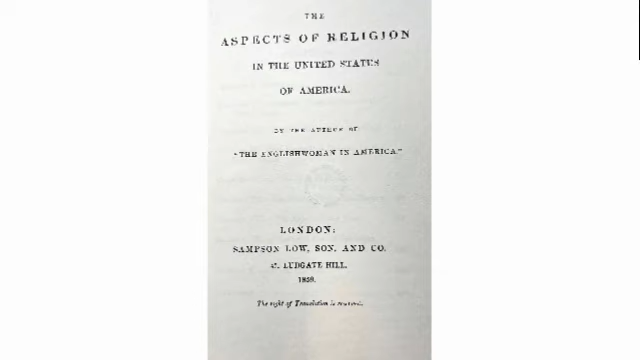 THE
ASPECTS OF RELIGION
IN THE UNITED STATES
OF AMERICA.
BY THE AUTHOR OF
"THE ENGLISHWOMAN IN AMERICA."
LONDON:
SAMPSON LOW, SON, AND CO.
LUDGATE HILL.
1859.
The right of Translation is reserved.